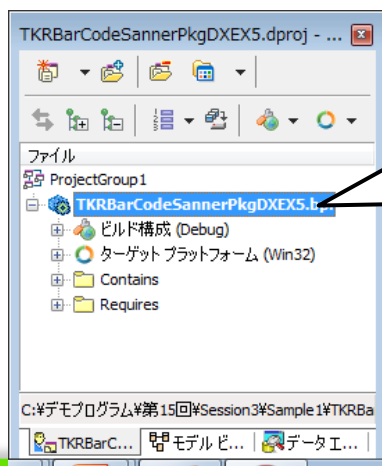 TKRBarCodeSannerPkgDXEX5.dproj - ...
ファイル
ProjectGroup1
TKRBarCodeSannerPkgDXEX5.bpl
ビルド構成 (Debug)
ターゲット プラットフォーム (Win32)
Contains
Requires
C:¥デモプログラム¥第15回¥Session3¥Sample1¥TKRBa
TKRBarC... モデル ビ... データ エ...